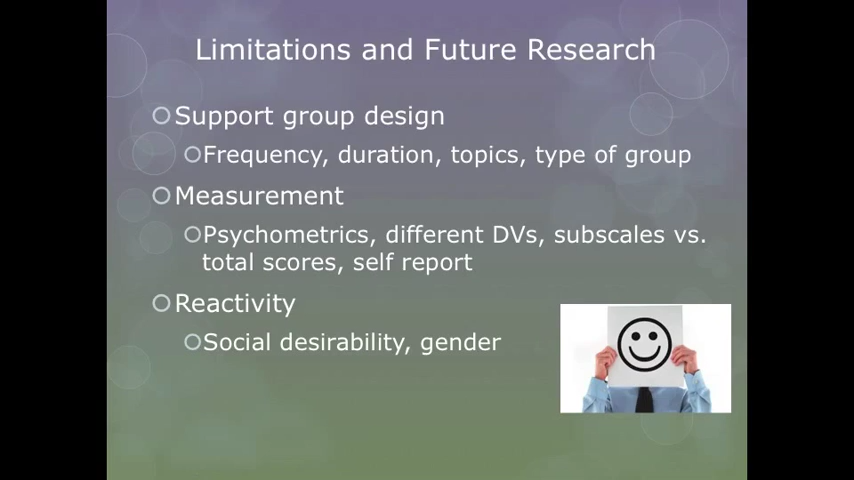 Limitations and Future Research
Support group design
Frequency, duration, topics, type of group
Measurement
Psychometrics, different DVs, subscales vs.
total scores, self report
Reactivity
Social desirability, gender